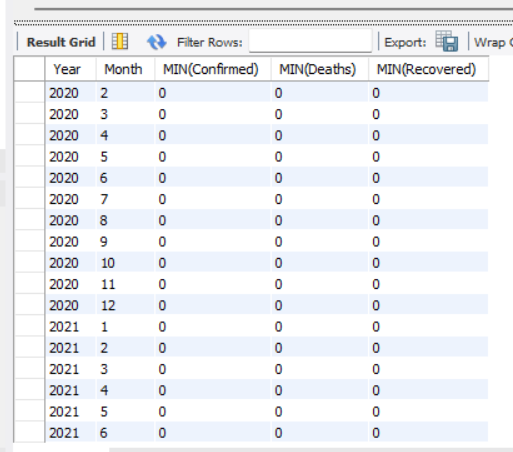 Result Grid Filter Rows: Export: Wrap C
Year Month MIN(Confirmed) MIN(Deaths) MIN(Recovered)
2020 2 0 0 0
2020 3 0 0 0
2020 4 0 0 0
2020 5 0 0 0
2020 6 0 0 0
2020 7 0 0 0
2020 8 0 0 0
2020 9 0 0 0
2020 10 0 0 0
2020 11 0 0 0
2020 12 0 0 0
2021 1 0 0 0
2021 2 0 0 0
2021 3 0 0 0
2021 4 0 0 0
2021 5 0 0 0
2021 6 0 0 0